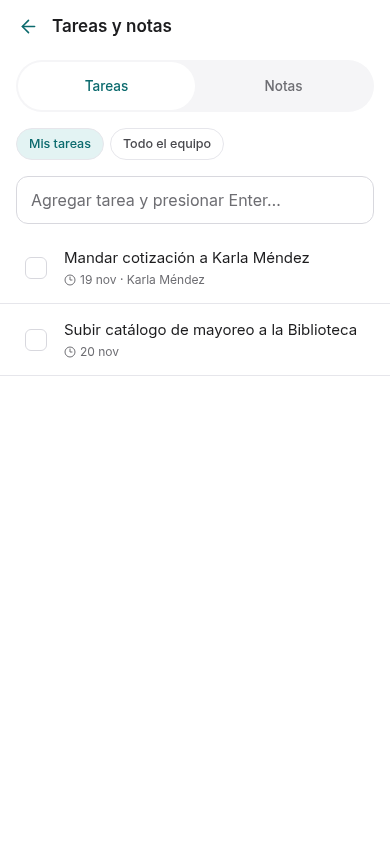 Tareas y notas
Tareas
Notas
Mis tareas
Todo el equipo
Agregar tarea y presionar Enter...
Mandar cotización a Karla Méndez
19 nov · Karla Méndez
Subir catálogo de mayoreo a la Biblioteca
20 nov